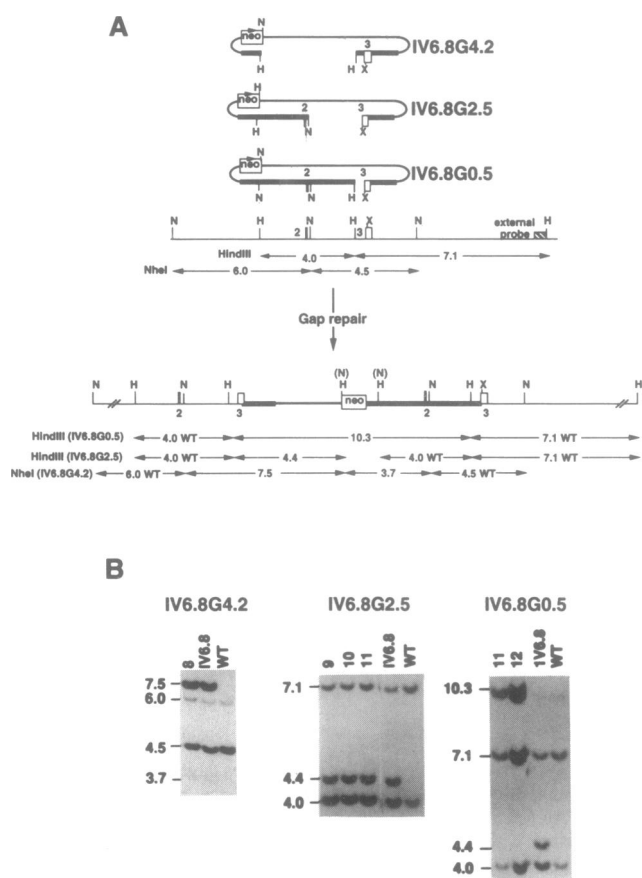 A
N
neo
3
IV6.8G4.2
H H X
H
N
neo
2 3
IV6.8G2.5
H N X
N
neo
2 3
IV6.8G0.5
N N H X
N H N H X N external probe H
2 3
HindIII 4.0 7.1
NheI 6.0 4.5
Gap repair
(N) (N)
N H N H H H N H X N H
2 3 neo 2 3
HindIII (IV6.8G0.5) 4.0 WT 10.3 7.1 WT
HindIII (IV6.8G2.5) 4.0 WT 4.4 4.0 WT 7.1 WT
NheI (IV6.8G4.2) 6.0 WT 7.5 3.7 4.5 WT
B
IV6.8G4.2 IV6.8G2.5 IV6.8G0.5
8 IV6.8 WT
7.5
6.0
4.5
3.7
9 10 11 IV6.8 WT
7.1
4.4
4.0
11 12 1V6.8 WT
10.3
7.1
4.4
4.0